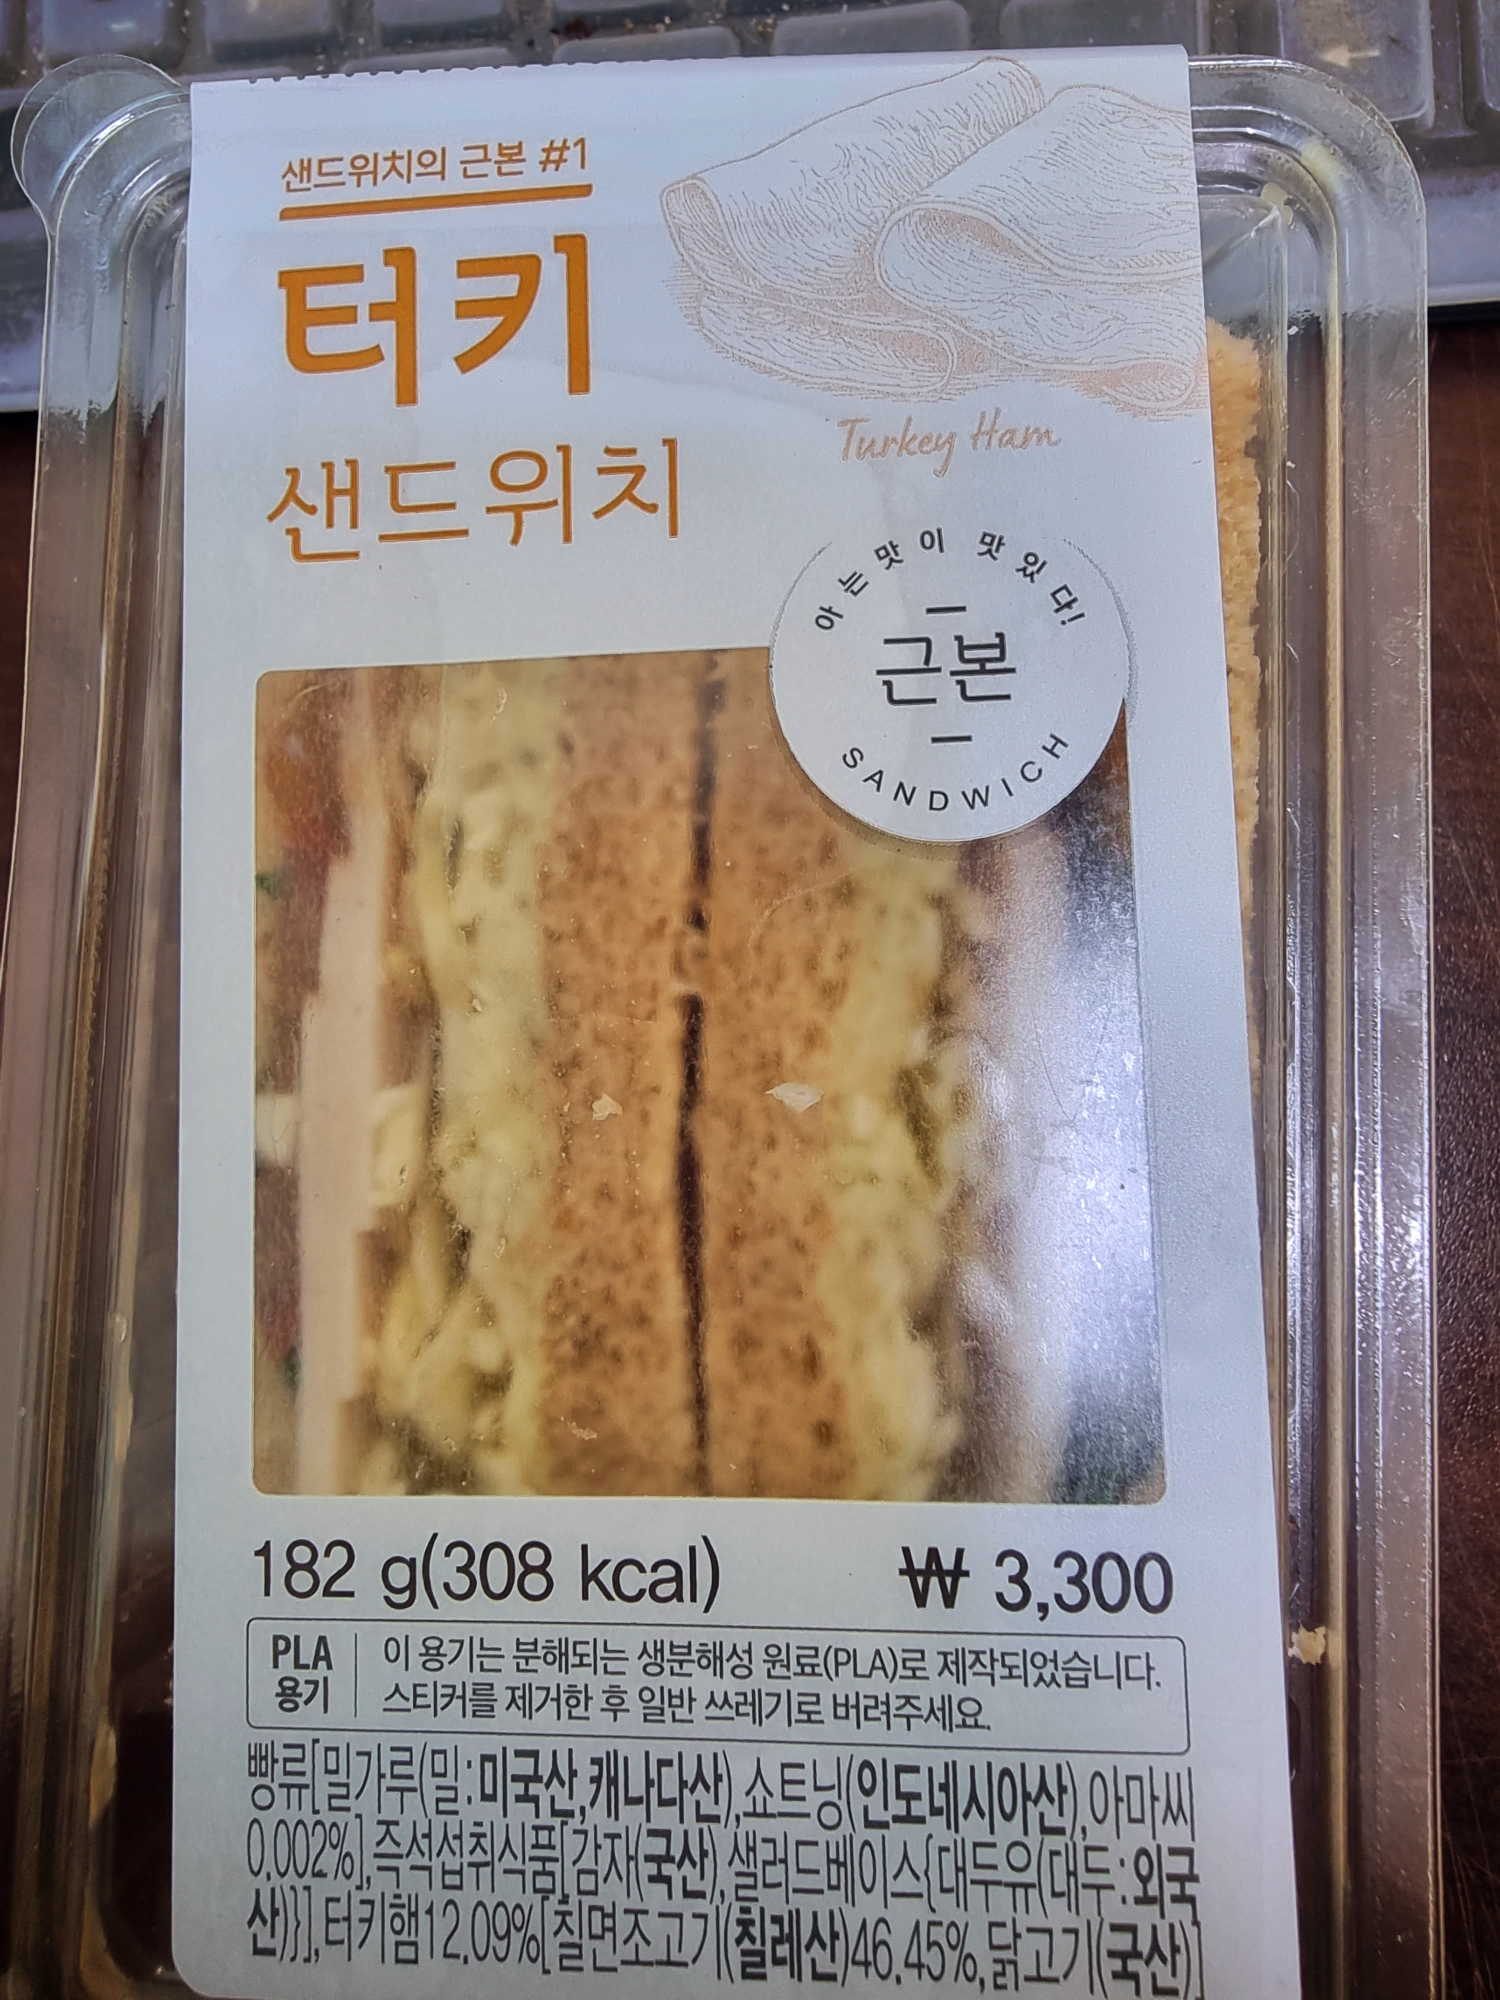 샌드위치의 근본 #1
터키
샌드위치
Turkey Ham
아는맛이 맛있다!
근본
SANDWICH
182 g(308 kcal)
₩ 3,300
PLA
용기
이 용기는 분해되는 생분해성 원료(PLA)로 제작되었습니다.
스티커를 제거한 후 일반 쓰레기로 버려주세요.
빵류[밀가루(밀:미국산,캐나다산),쇼트닝(인도네시아산),아마씨
0.002%],즉석섭취식품[감자(국산),샐러드베이스{대두유(대두:외국
산)}],터키햄12.09%[칠면조고기(칠레산)46.45%,닭고기(국산)]